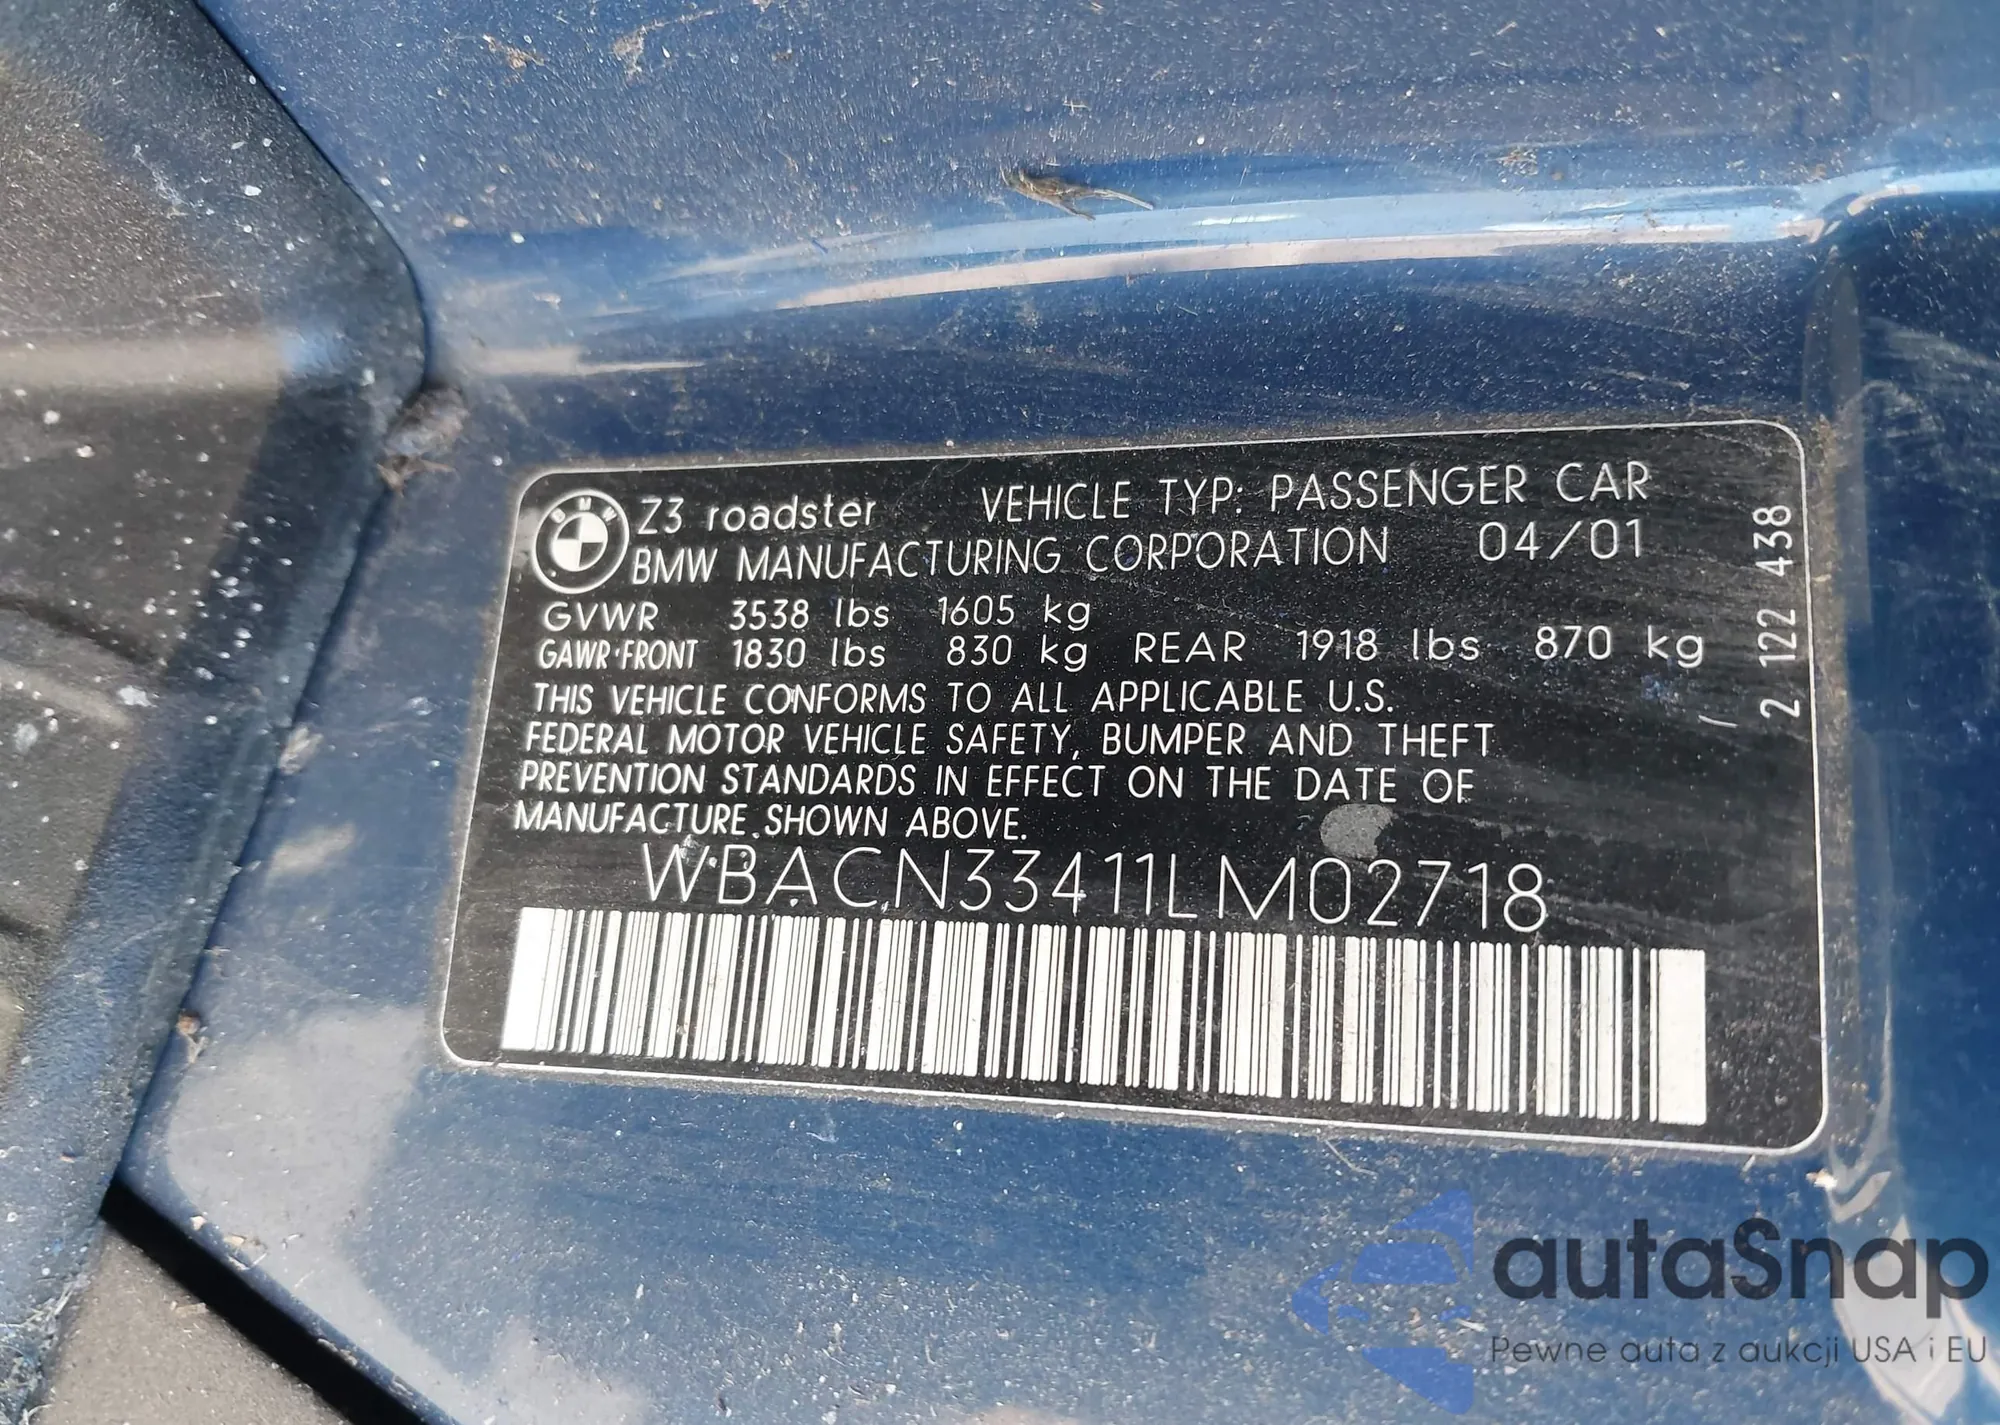 BMW
Z3 roadster VEHICLE TYP: PASSENGER CAR
BMW MANUFACTURING CORPORATION 04/01
GVWR 3538 lbs 1605 kg
GAWR·FRONT 1830 lbs 830 kg REAR 1918 lbs 870 kg
THIS VEHICLE CONFORMS TO ALL APPLICABLE U.S.
FEDERAL MOTOR VEHICLE SAFETY, BUMPER AND THEFT
PREVENTION STANDARDS IN EFFECT ON THE DATE OF
MANUFACTURE SHOWN ABOVE.
WBACN33411LM02718
2 122 438
autaSnap
Pewne auta z aukcji USA i EU